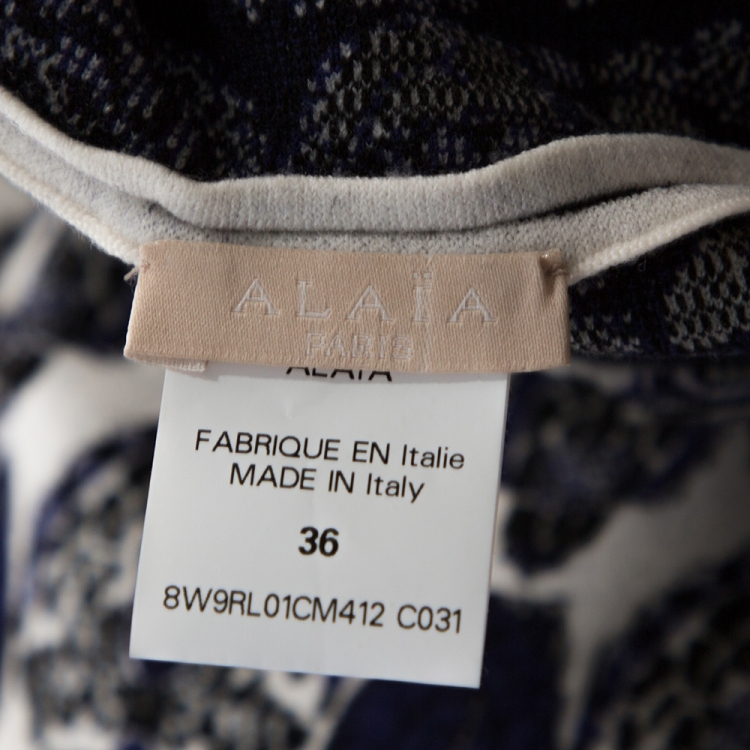 ALAÏA
PARIS
ALAÏA
FABRIQUE EN Italie
MADE IN Italy
36
8W9RL01CM412 C031